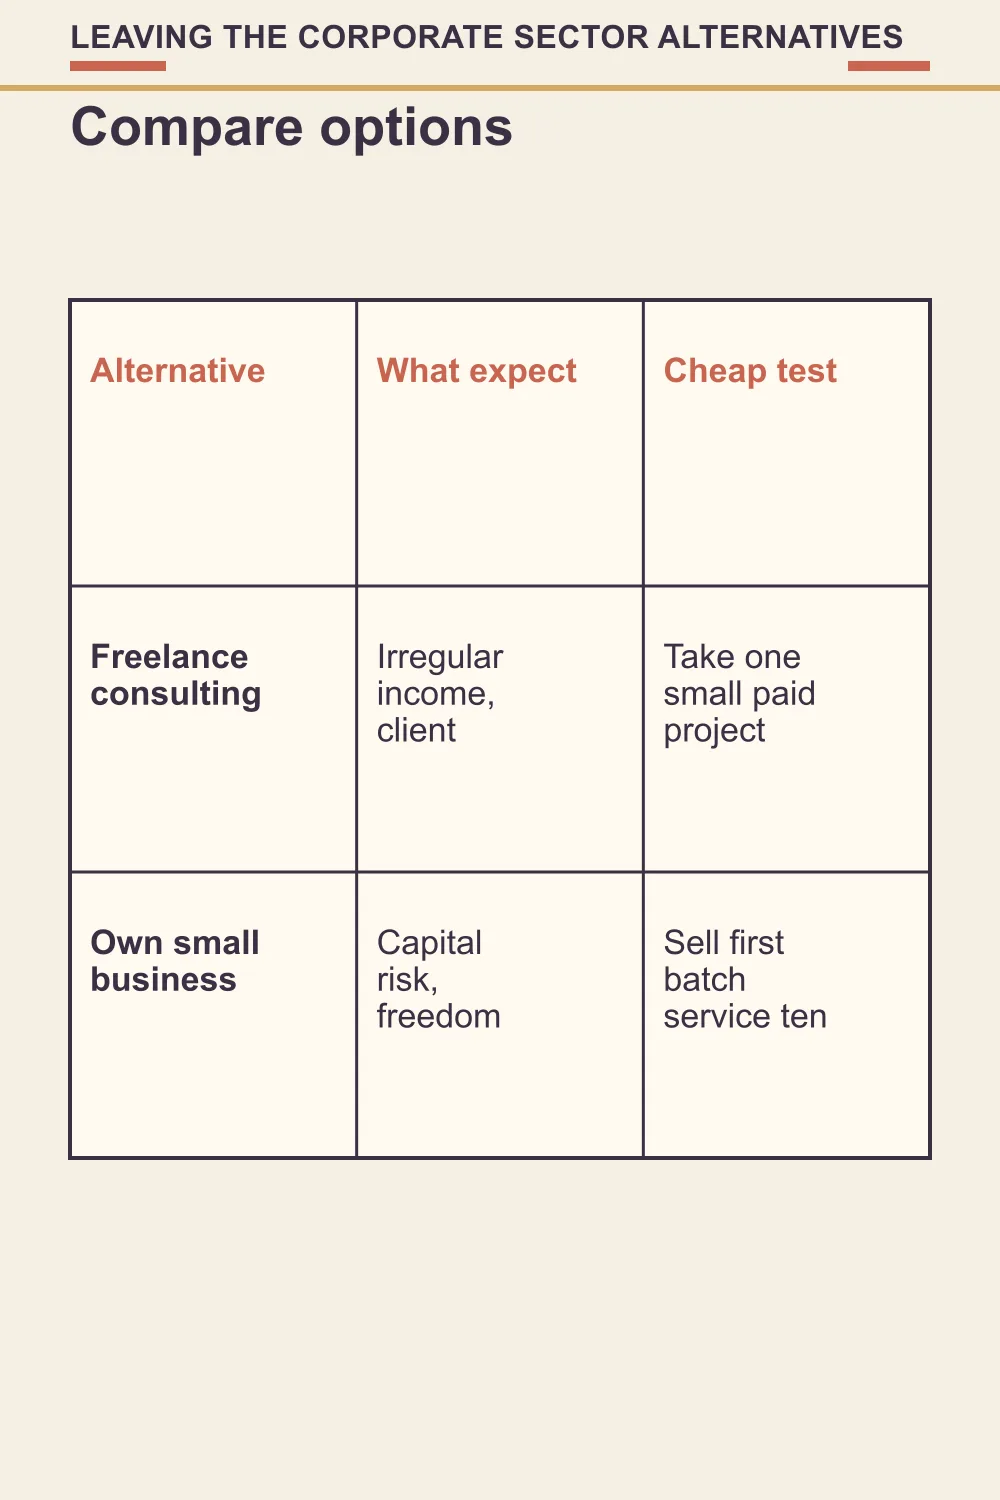 LEAVING THE CORPORATE SECTOR ALTERNATIVES
Compare options
Alternative
What expect
Cheap test
Freelance
consulting
Irregular
income,
client
Take one
small paid
project
Own small
business
Capital
risk,
freedom
Sell first
batch
service ten